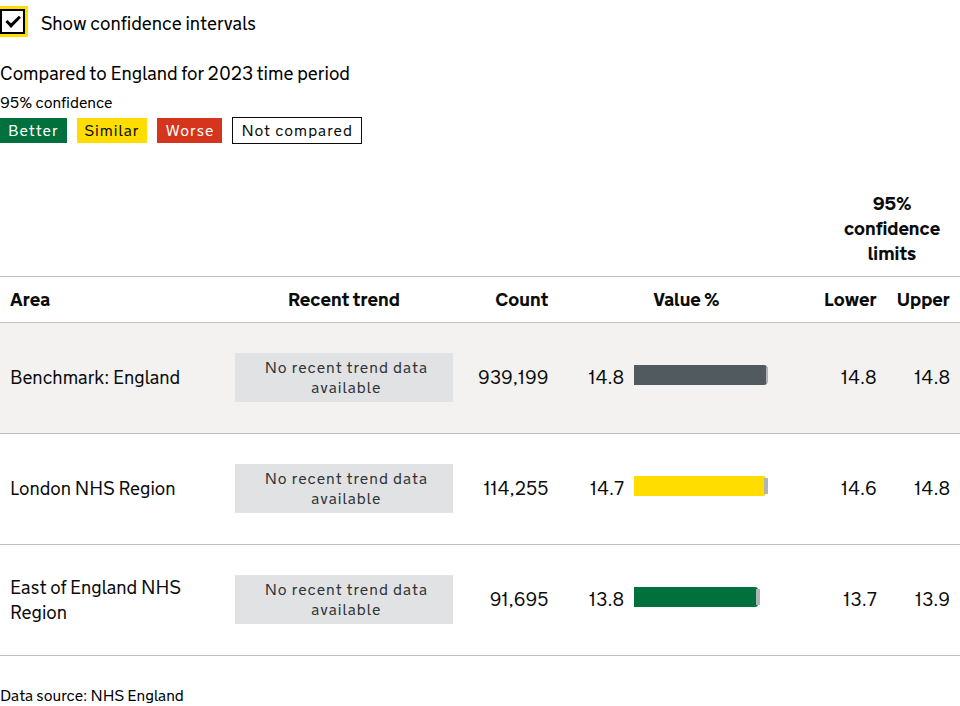 Show confidence intervals
Compared to England for 2023 time period
95% confidence
Better Similar Worse Not compared
95%
confidence
limits
Area Recent trend Count Value % Lower Upper
Benchmark: England No recent trend data available 939,199 14.8 14.8 14.8
London NHS Region No recent trend data available 114,255 14.7 14.6 14.8
East of England NHS Region No recent trend data available 91,695 13.8 13.7 13.9
Data source: NHS England